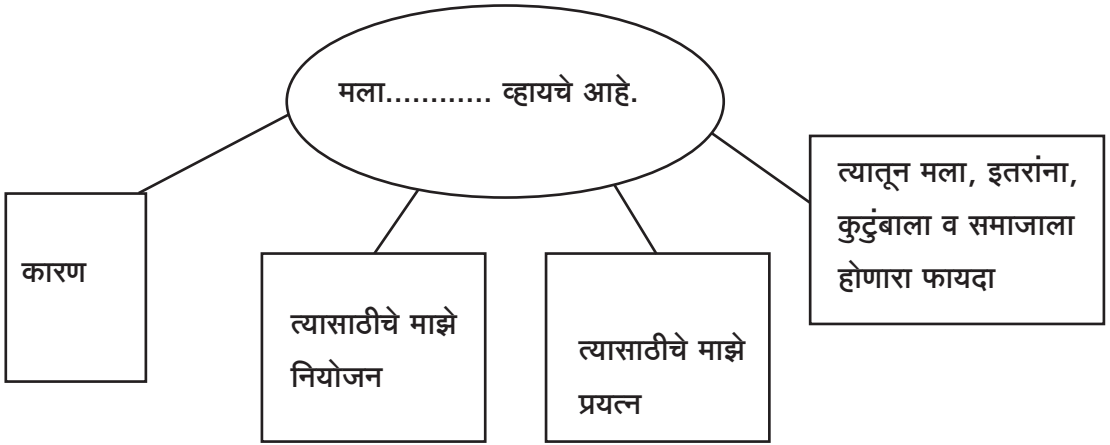 मला............ व्हायचे आहे.
कारण
त्यासाठीचे माझे
नियोजन
त्यासाठीचे माझे
प्रयत्न
त्यातून मला, इतरांना,
कुटुंबाला व समाजाला
होणारा फायदा